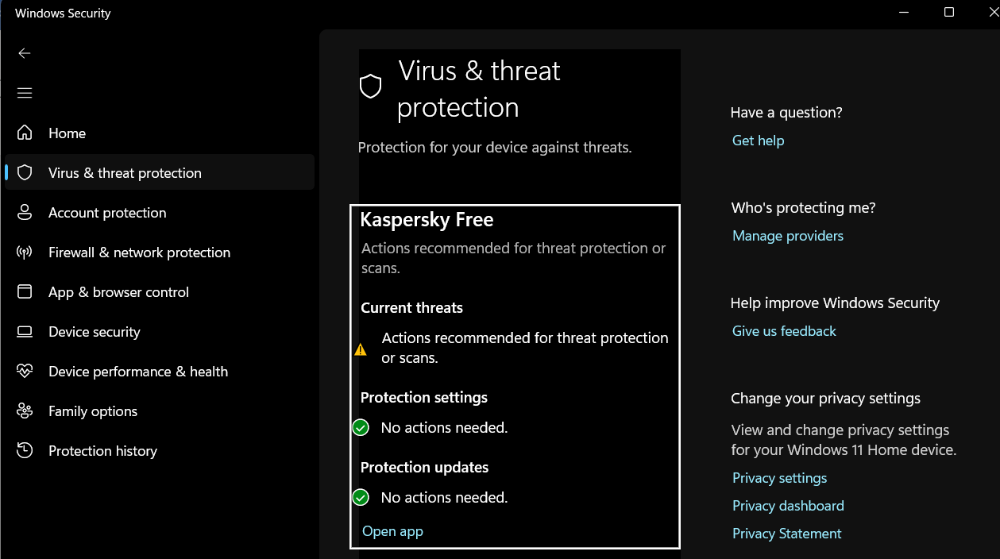 Windows Security
Home
Virus & threat protection
Account protection
Firewall & network protection
App & browser control
Device security
Device performance & health
Family options
Protection history
Virus & threat
protection
Protection for your device against threats.
Kaspersky Free
Actions recommended for threat protection or
scans.
Current threats
Actions recommended for threat protection
or scans.
Protection settings
No actions needed.
Protection updates
No actions needed.
Open app
Have a question?
Get help
Who's protecting me?
Manage providers
Help improve Windows Security
Give us feedback
Change your privacy settings
View and change privacy settings
for your Windows 11 Home device.
Privacy settings
Privacy dashboard
Privacy Statement